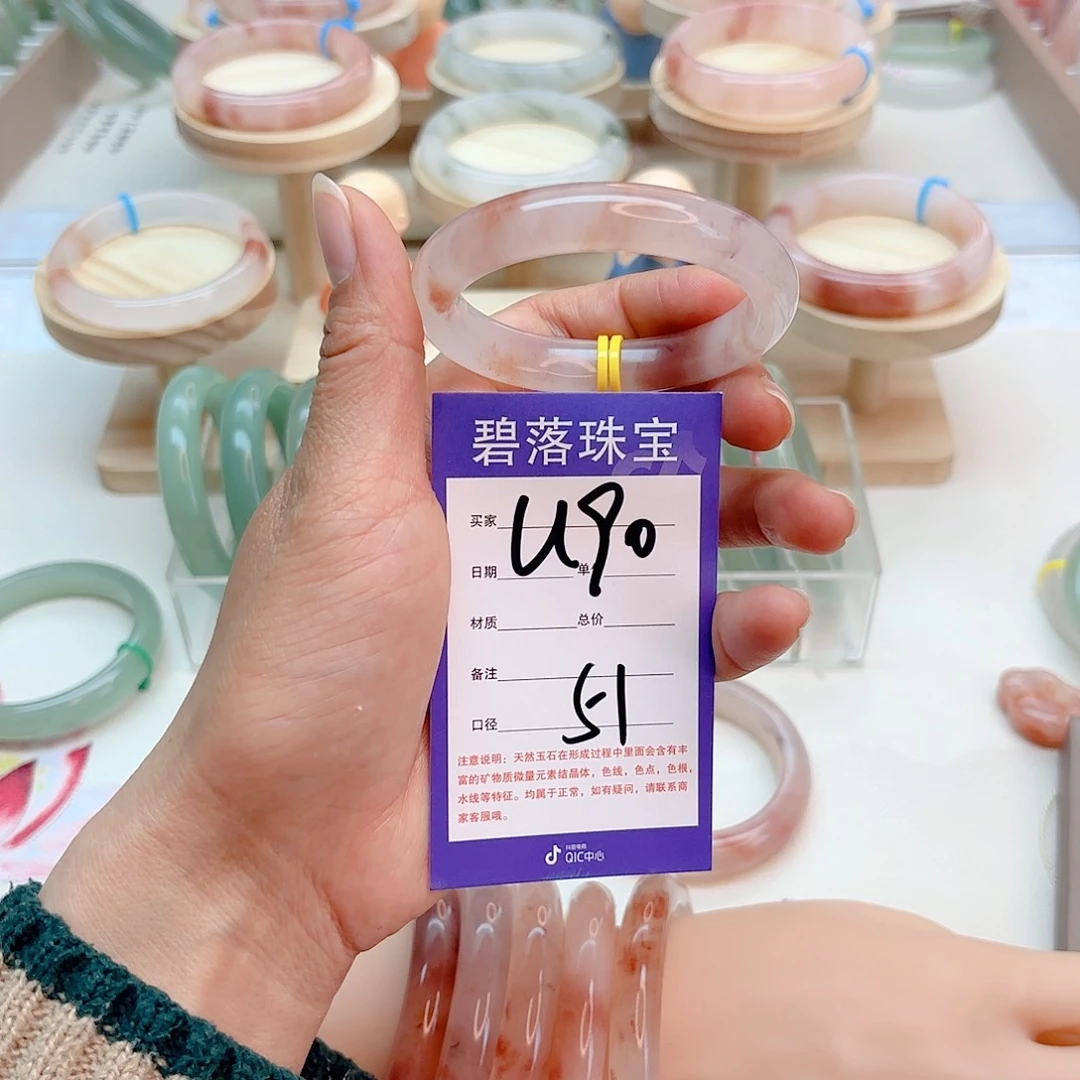 碧落珠宝
买家 U90
日期 单
材质 总价
备注
口径 51
注意说明：天然玉石在形成过程中里面会含有丰
富的矿物质微量元素结晶体，色线，色点，色根，
水线等特征。均属于正常，如有疑问，请联系商
家客服哦。
抖音电商
QIC中心